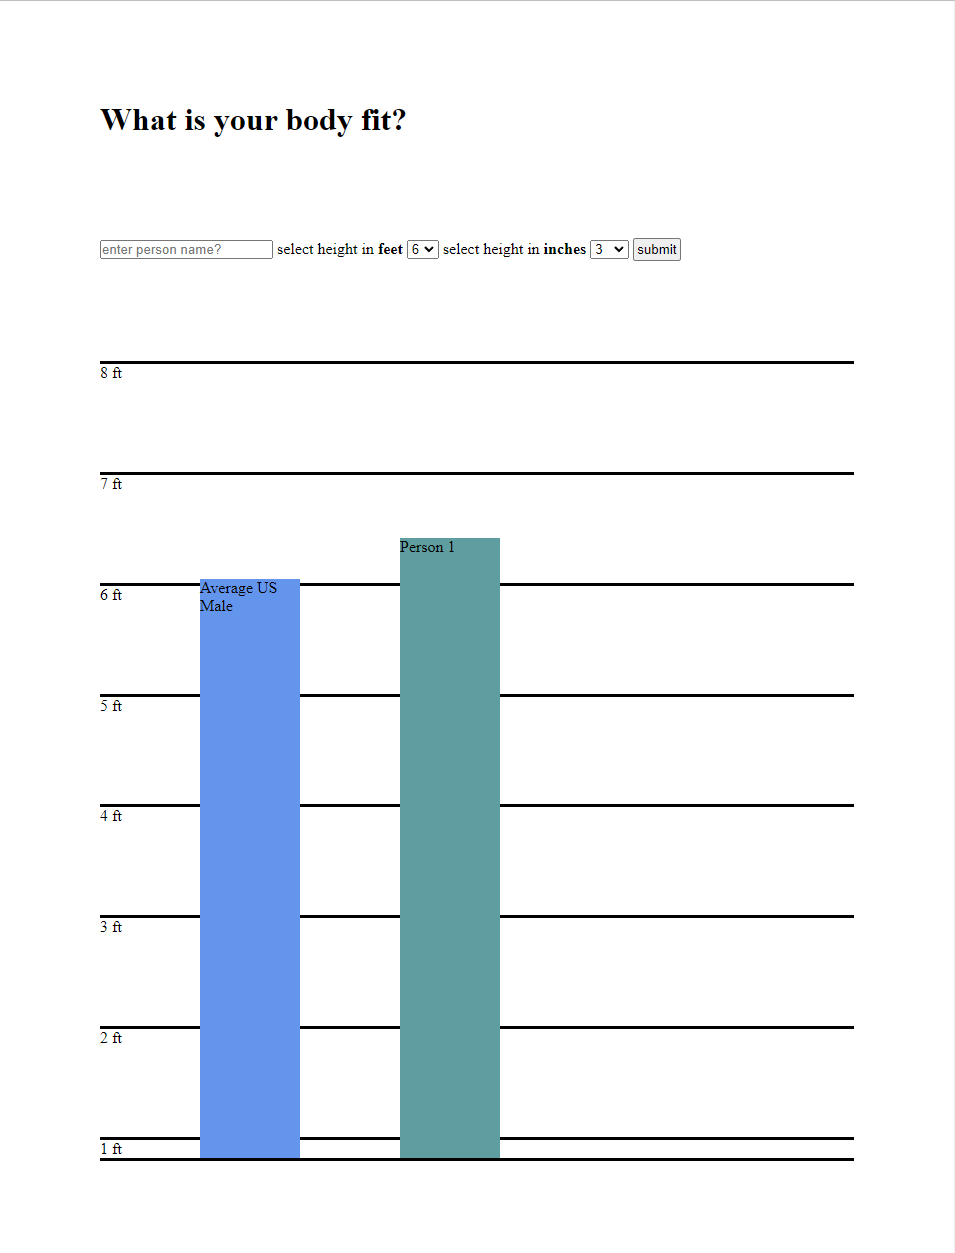 What is your body fit?
enter person name? select height in feet 6 select height in inches 3 submit
8 ft
7 ft
Person 1
6 ft
Average US
Male
5 ft
4 ft
3 ft
2 ft
1 ft